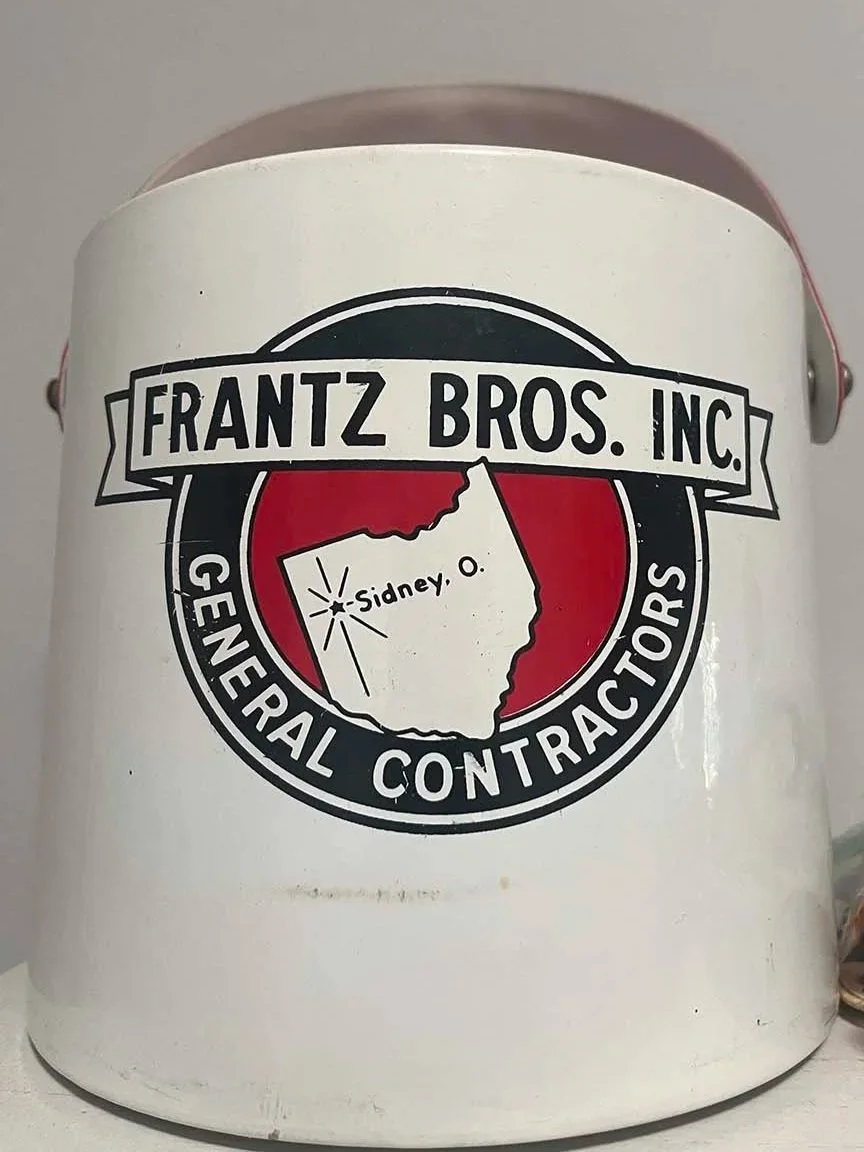 FRANTZ BROS. INC.
Sidney, O.
GENERAL CONTRACTORS